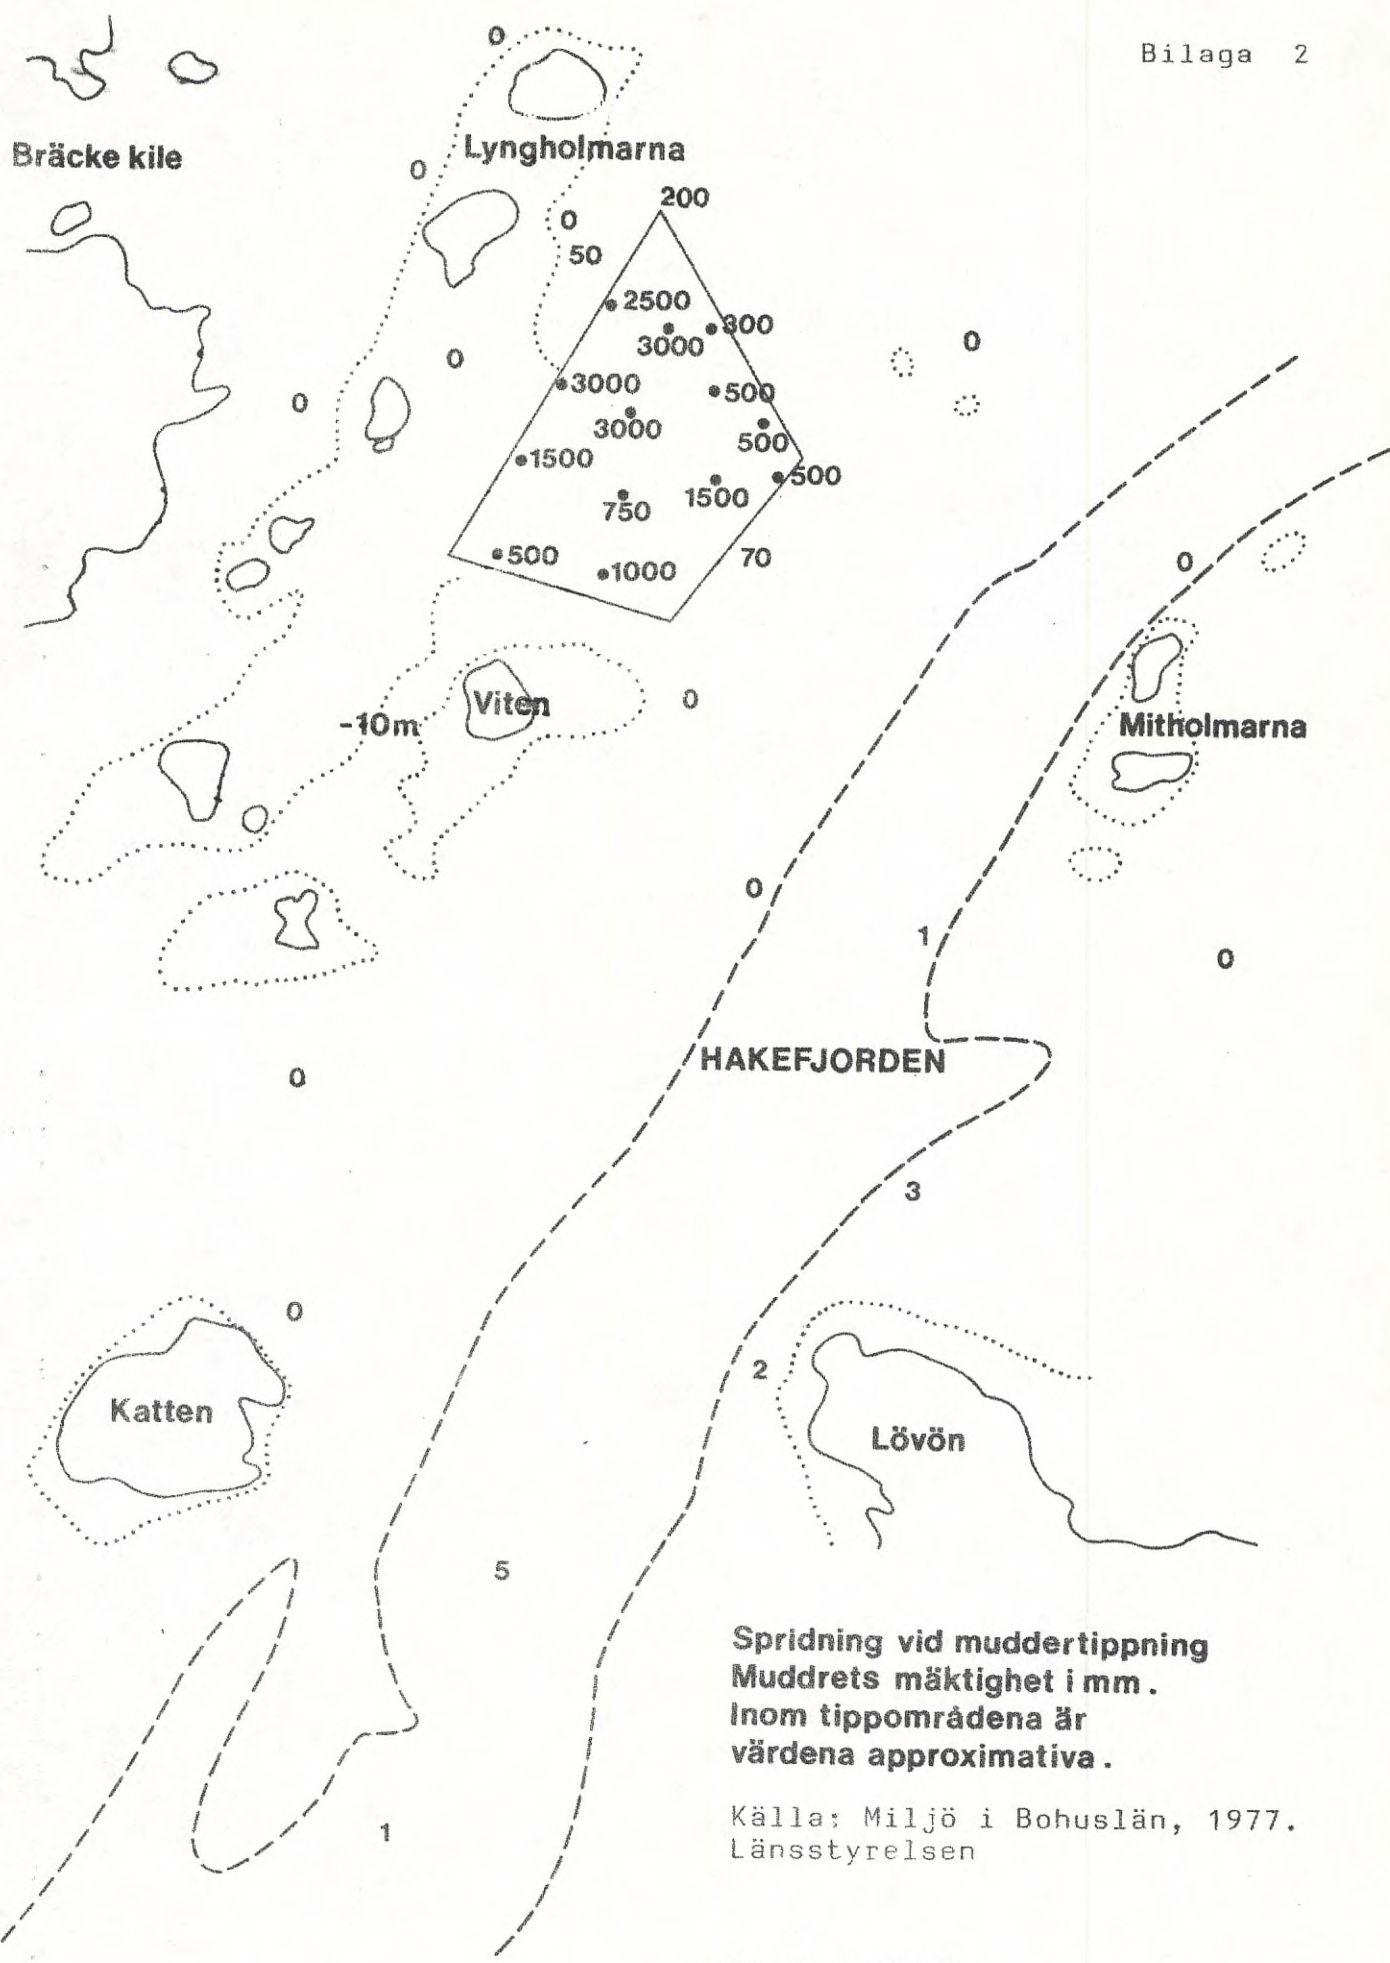 Bilaga 2
0
Bräcke kile
Lyngholmarna
0
200
0
50
2500
300
3000
0
0
3000
500
0
3000
500
1500
500
1500
750
500
1000
70
0
Viten
0
-10m
Mitholmarna
0
1
0
HAKEFJORDEN
0
3
0
2
Katten
Lövön
5
Spridning vid muddertippning
Muddrets mäktighet i mm.
Inom tippområdena är
värdena approximativa.
Källa: Miljö i Bohuslän, 1977.
Länsstyrelsen
1